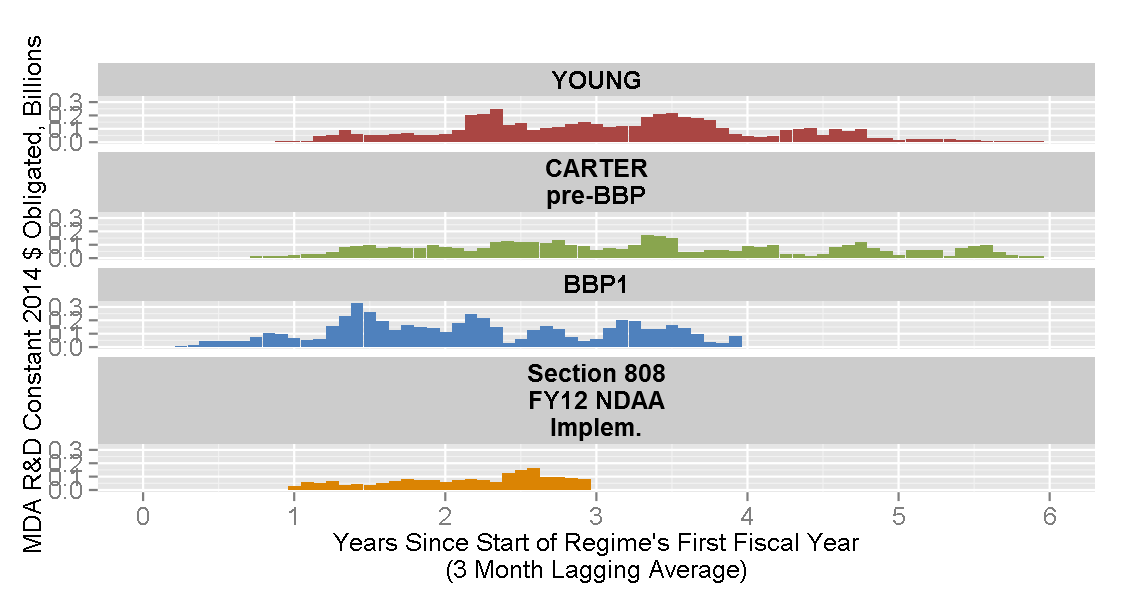 MDA R&D Constant 2014 $ Obligated, Billions
YOUNG
0.3
0.2
0.1
0.0
CARTER
pre-BBP
0.3
0.2
0.1
0.0
BBP1
0.3
0.2
0.1
0.0
Section 808
FY12 NDAA
Implem.
0.3
0.2
0.1
0.0
0 1 2 3 4 5 6
Years Since Start of Regime's First Fiscal Year
(3 Month Lagging Average)